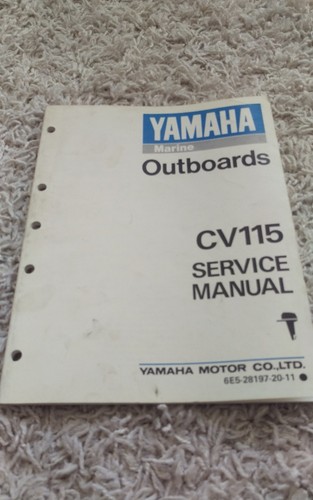 YAMAHA
Marine
Outboards
CV115
SERVICE
MANUAL
YAMAHA MOTOR CO.,LTD.
6E5-28197-20-11